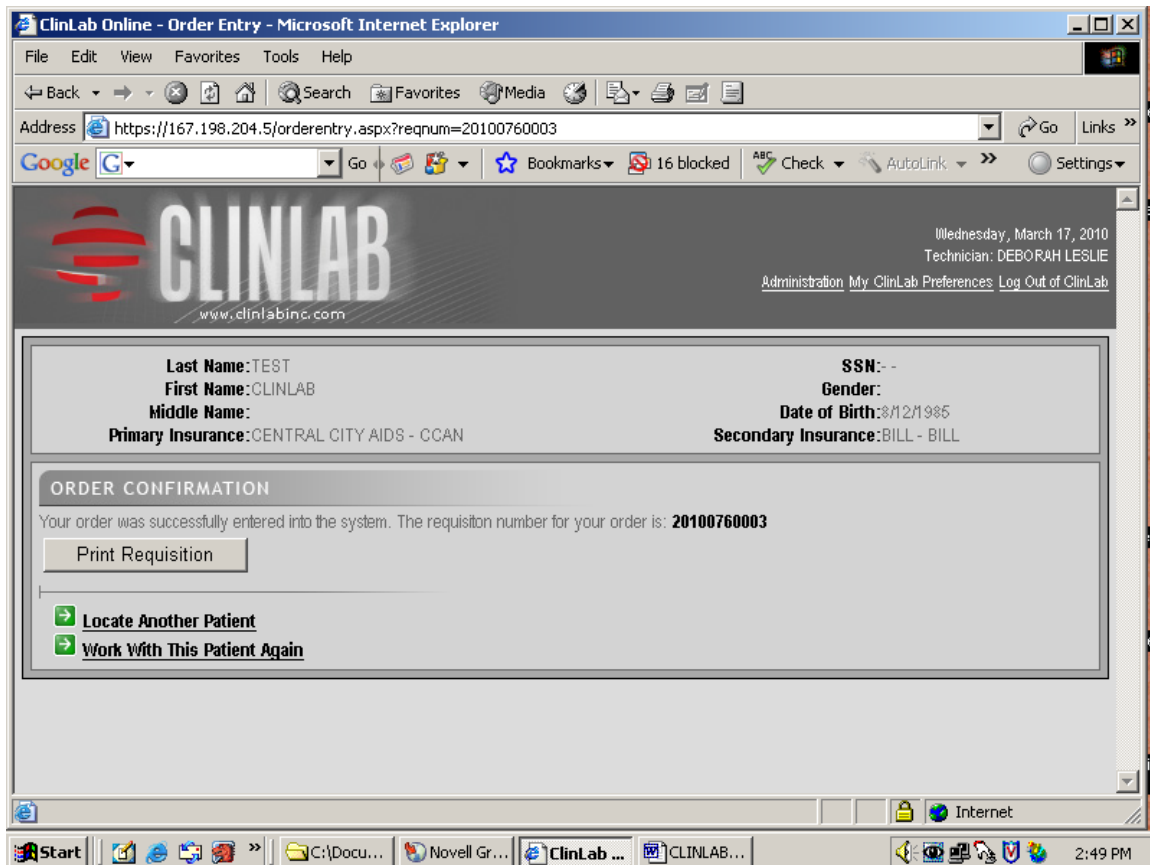 ClinLab Online - Order Entry - Microsoft Internet Explorer
File Edit View Favorites Tools Help
Back Search Favorites Media
Address https://167.198.204.5/orderentry.aspx?reqnum=20100760003 Go Links »
Google G Go Bookmarks 16 blocked ABC Check AutoLink » Settings
CLINLAB
www.clinlabinc.com
Wednesday, March 17, 2010
Technician: DEBORAH LESLIE
Administration My ClinLab Preferences Log Out of ClinLab
Last Name:TEST SSN:- -
First Name:CLINLAB Gender:
Middle Name: Date of Birth:8/12/1985
Primary Insurance:CENTRAL CITY AIDS - CCAN Secondary Insurance:BILL - BILL
ORDER CONFIRMATION
Your order was successfully entered into the system. The requisiton number for your order is: 20100760003
Print Requisition
Locate Another Patient
Work With This Patient Again
Internet
Start » C:\Docu... Novell Gr... ClinLab ... CLINLAB... 2:49 PM